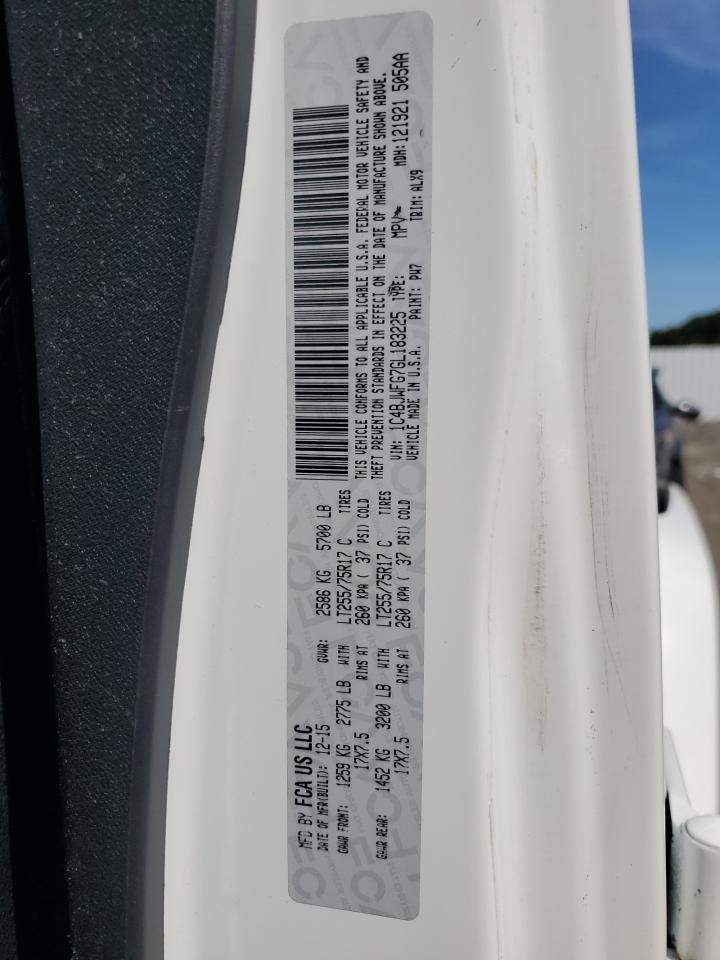 MFD BY FCA US LLC
DATE OF MFR(BUILT): 12-15 GVWR: 2586 KG 5700 LB
GAWR FRONT: 1259 KG 2775 LB WITH LT255/75R17 C TIRES
17X7.5 RIMS AT 260 KPA ( 37 PSI) COLD
GAWR REAR: 1452 KG 3200 LB WITH LT255/75R17 C TIRES
17X7.5 RIMS AT 260 KPA ( 37 PSI) COLD
THIS VEHICLE CONFORMS TO ALL APPLICABLE U.S.A. FEDERAL MOTOR VEHICLE SAFETY AND
THEFT PREVENTION STANDARDS IN EFFECT ON THE DATE OF MANUFACTURE SHOWN ABOVE.
VIN: 1C4BJWFG7GL183225 TYPE: MPV MDH: 121921 505AA
VEHICLE MADE IN U.S.A. PAINT: PW7 TRIM: ALX9